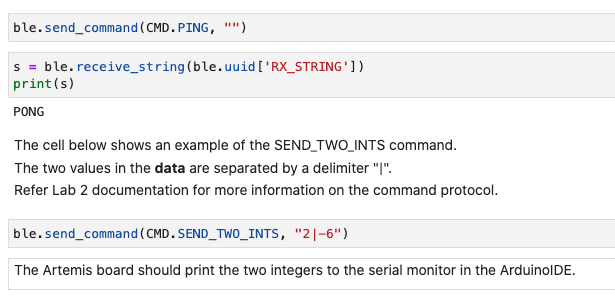 ble.send_command(CMD.PING, "")
s = ble.receive_string(ble.uuid['RX_STRING'])
print(s)
PONG
The cell below shows an example of the SEND_TWO_INTS command.
The two values in the data are separated by a delimiter "|".
Refer Lab 2 documentation for more information on the command protocol.
ble.send_command(CMD.SEND_TWO_INTS, "2|-6")
The Artemis board should print the two integers to the serial monitor in the ArduinoIDE.